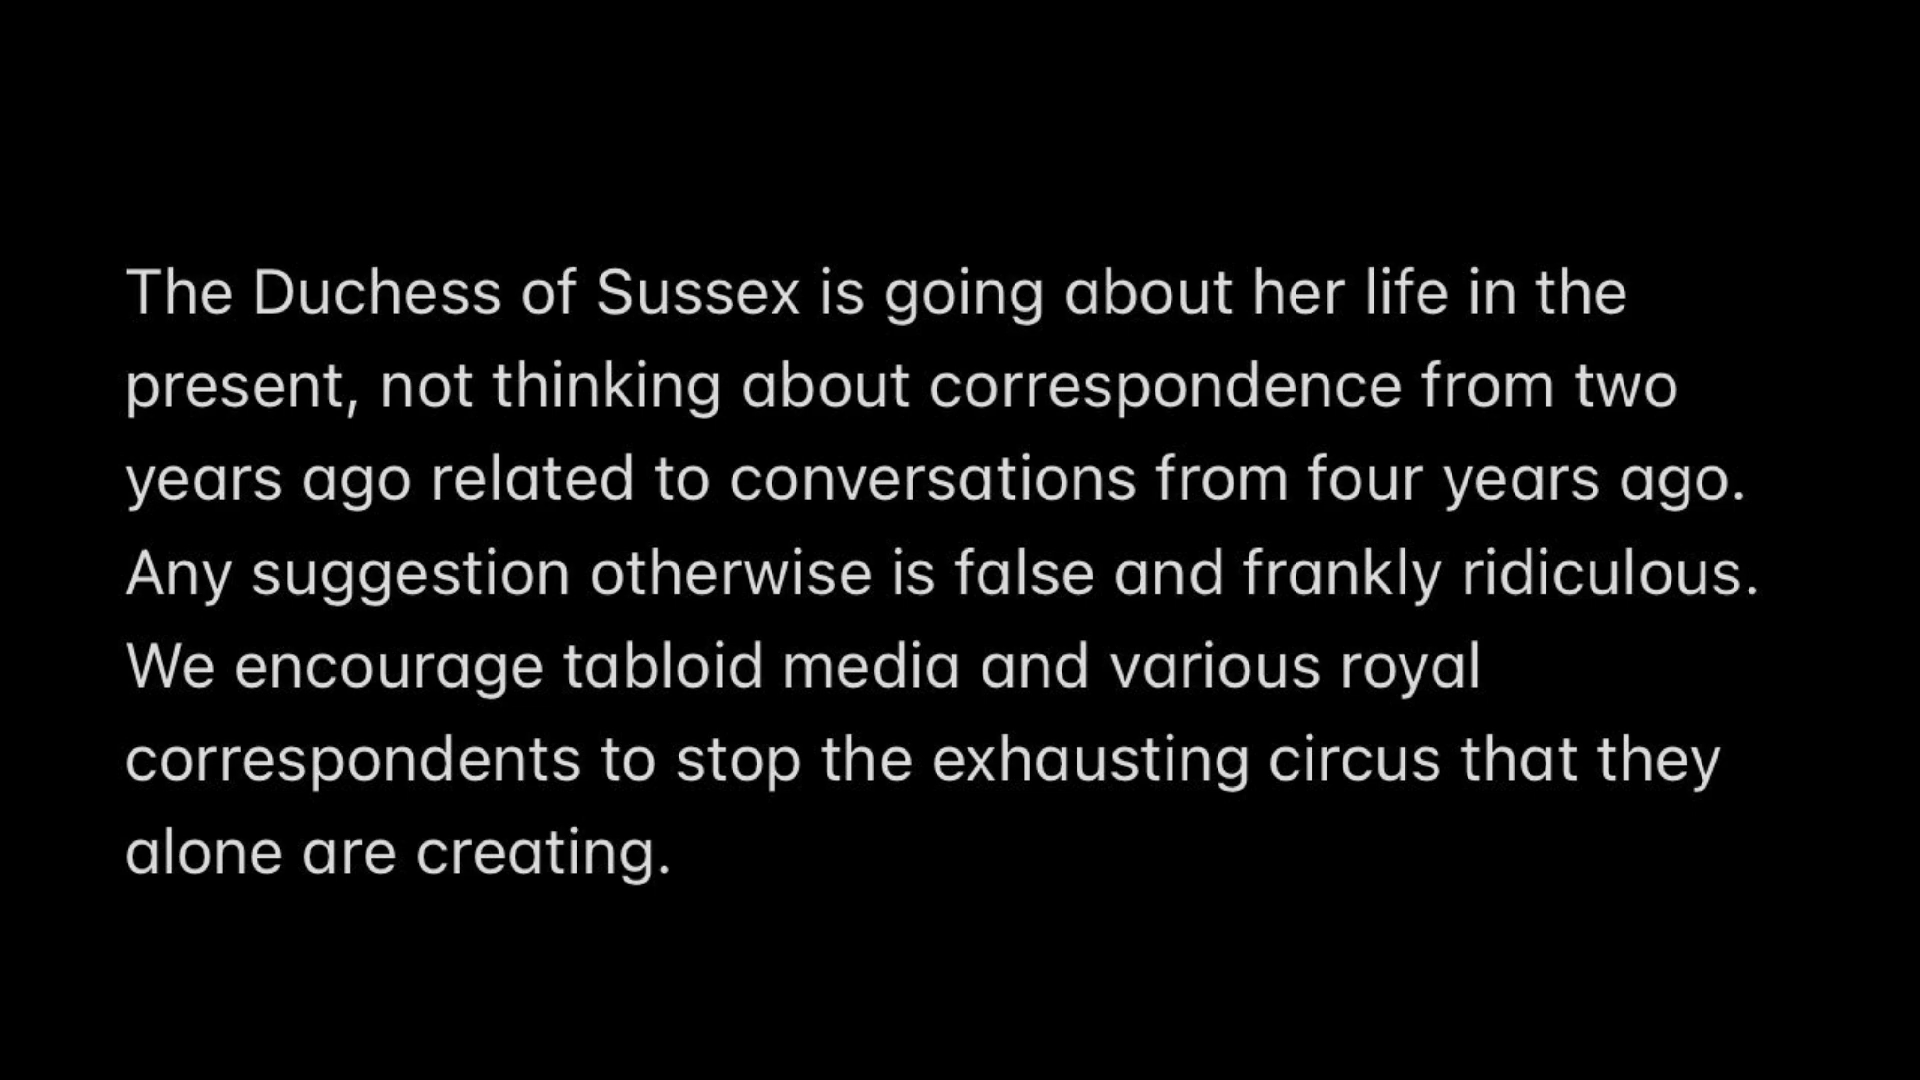 The Duchess of Sussex is going about her life in the
present, not thinking about correspondence from two
years ago related to conversations from four years ago.
Any suggestion otherwise is false and frankly ridiculous.
We encourage tabloid media and various royal
correspondents to stop the exhausting circus that they
alone are creating.